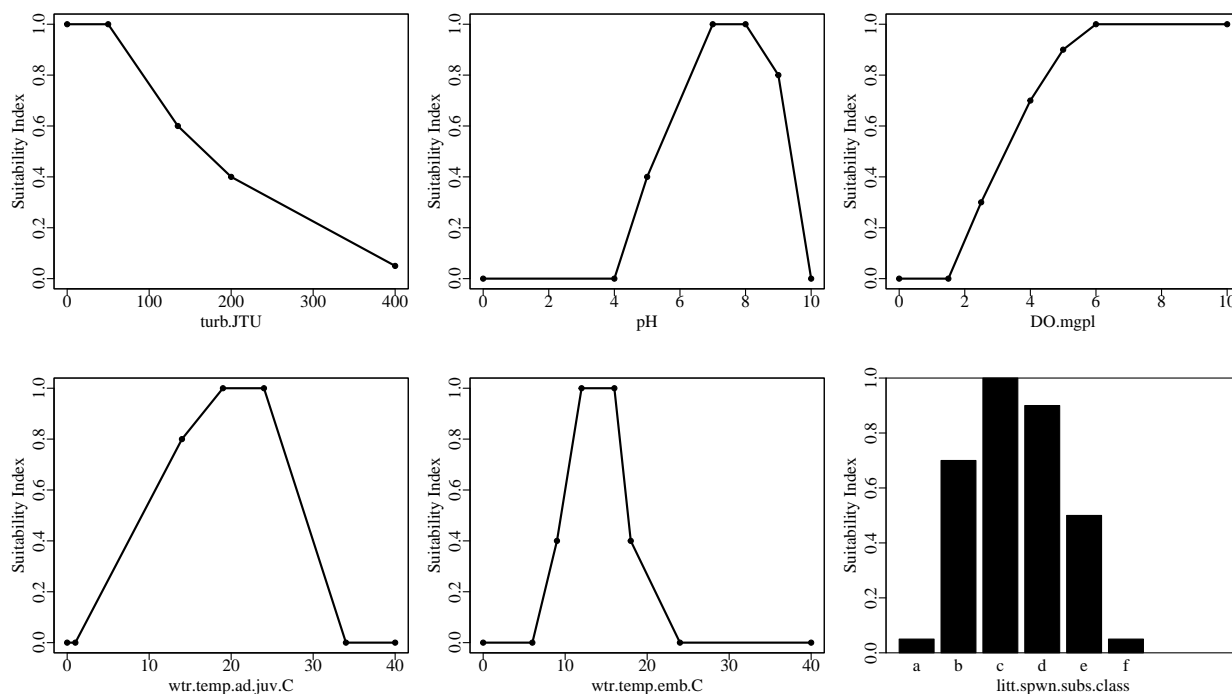 Suitability Index
0.0 0.2 0.4 0.6 0.8 1.0
0 100 200 300 400
turb.JTU
Suitability Index
0.0 0.2 0.4 0.6 0.8 1.0
0 2 4 6 8 10
pH
Suitability Index
0.0 0.2 0.4 0.6 0.8 1.0
0 2 4 6 8 10
DO.mgpl
Suitability Index
0.0 0.2 0.4 0.6 0.8 1.0
0 10 20 30 40
wtr.temp.ad.juv.C
Suitability Index
0.0 0.2 0.4 0.6 0.8 1.0
0 10 20 30 40
wtr.temp.emb.C
Suitability Index
0.0 0.2 0.4 0.6 0.8 1.0
a b c d e f
litt.spwn.subs.class